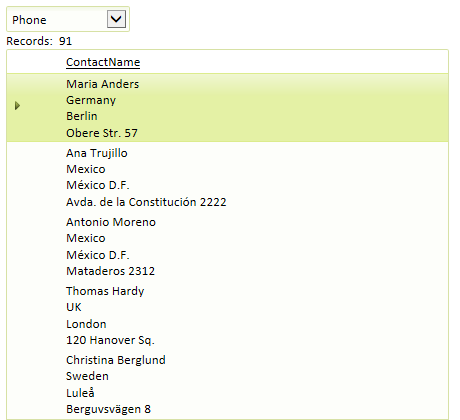 Phone
Records: 91
ContactName
Maria Anders
Germany
Berlin
Obere Str. 57
Ana Trujillo
Mexico
México D.F.
Avda. de la Constitución 2222
Antonio Moreno
Mexico
México D.F.
Mataderos 2312
Thomas Hardy
UK
London
120 Hanover Sq.
Christina Berglund
Sweden
Luleå
Berguvsvägen 8